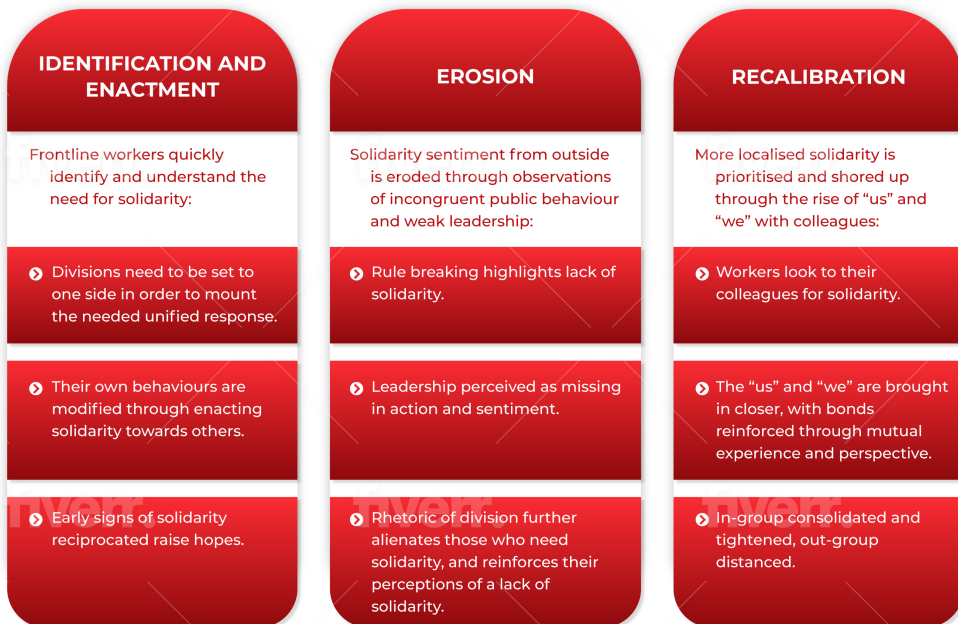 IDENTIFICATION AND
ENACTMENT
Frontline workers quickly
identify and understand the
need for solidarity:
Divisions need to be set to
one side in order to mount
the needed unified response.
Their own behaviours are
modified through enacting
solidarity towards others.
Early signs of solidarity
reciprocated raise hopes.
EROSION
Solidarity sentiment from outside
is eroded through observations
of incongruent public behaviour
and weak leadership:
Rule breaking highlights lack of
solidarity.
Leadership perceived as missing
in action and sentiment.
Rhetoric of division further
alienates those who need
solidarity, and reinforces their
perceptions of a lack of
solidarity.
RECALIBRATION
More localised solidarity is
prioritised and shored up
through the rise of “us” and
“we” with colleagues:
Workers look to their
colleagues for solidarity.
The “us” and “we” are brought
in closer, with bonds
reinforced through mutual
experience and perspective.
In-group consolidated and
tightened, out-group
distanced.
fiverr.
fiverr.
fiverr.